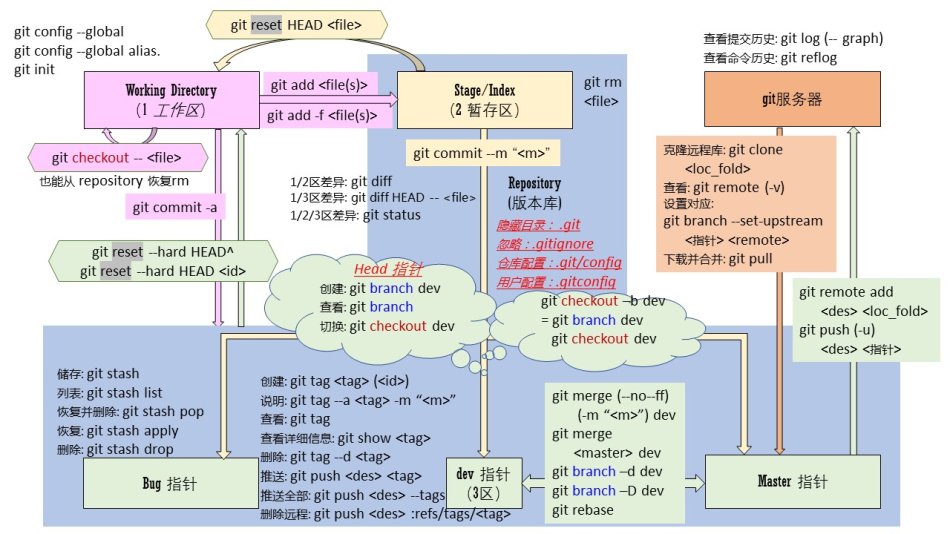 git reset HEAD <file>
git config --global
git config --global alias.
git init
查看提交历史: git log (-- graph)
查看命令历史: git reflog
Working Directory
(1 工作区)
git add <file(s)>
git add -f <file(s)>
Stage/Index
(2 暂存区)
git rm
<file>
git服务器
git checkout -- <file>
也能从 repository 恢复rm
git commit -a
git commit --m “<m>”
1/2区差异: git diff
1/3区差异: git diff HEAD -- <file>
1/2/3区差异: git status
Repository
(版本库)
隐藏目录：.git
忽略：.gitignore
仓库配置：.git/config
用户配置：.gitconfig
克隆远程库: git clone
<loc_fold>
查看: git remote (-v)
设置对应:
git branch --set-upstream
<指针> <remote>
下载并合并: git pull
git reset --hard HEAD^
git reset --hard HEAD <id>
Head 指针
创建: git branch dev
查看: git branch
切换: git checkout dev
git checkout –b dev
= git branch dev
git checkout dev
git remote add
<des> <loc_fold>
git push (-u)
<des> <指针>
储存: git stash
列表: git stash list
恢复并删除: git stash pop
恢复: git stash apply
删除: git stash drop
创建: git tag <tag> (<id>)
说明: git tag --a <tag> -m “<m>”
查看: git tag
查看详细信息: git show <tag>
删除: git tag --d <tag>
推送: git push <des> <tag>
推送全部: git push <des> --tags
删除远程: git push <des> :refs/tags/<tag>
git merge (--no--ff)
(-m “<m>”) dev
git merge
<master> dev
git branch –d dev
git branch –D dev
git rebase
Bug 指针
dev 指针
(3区)
Master 指针